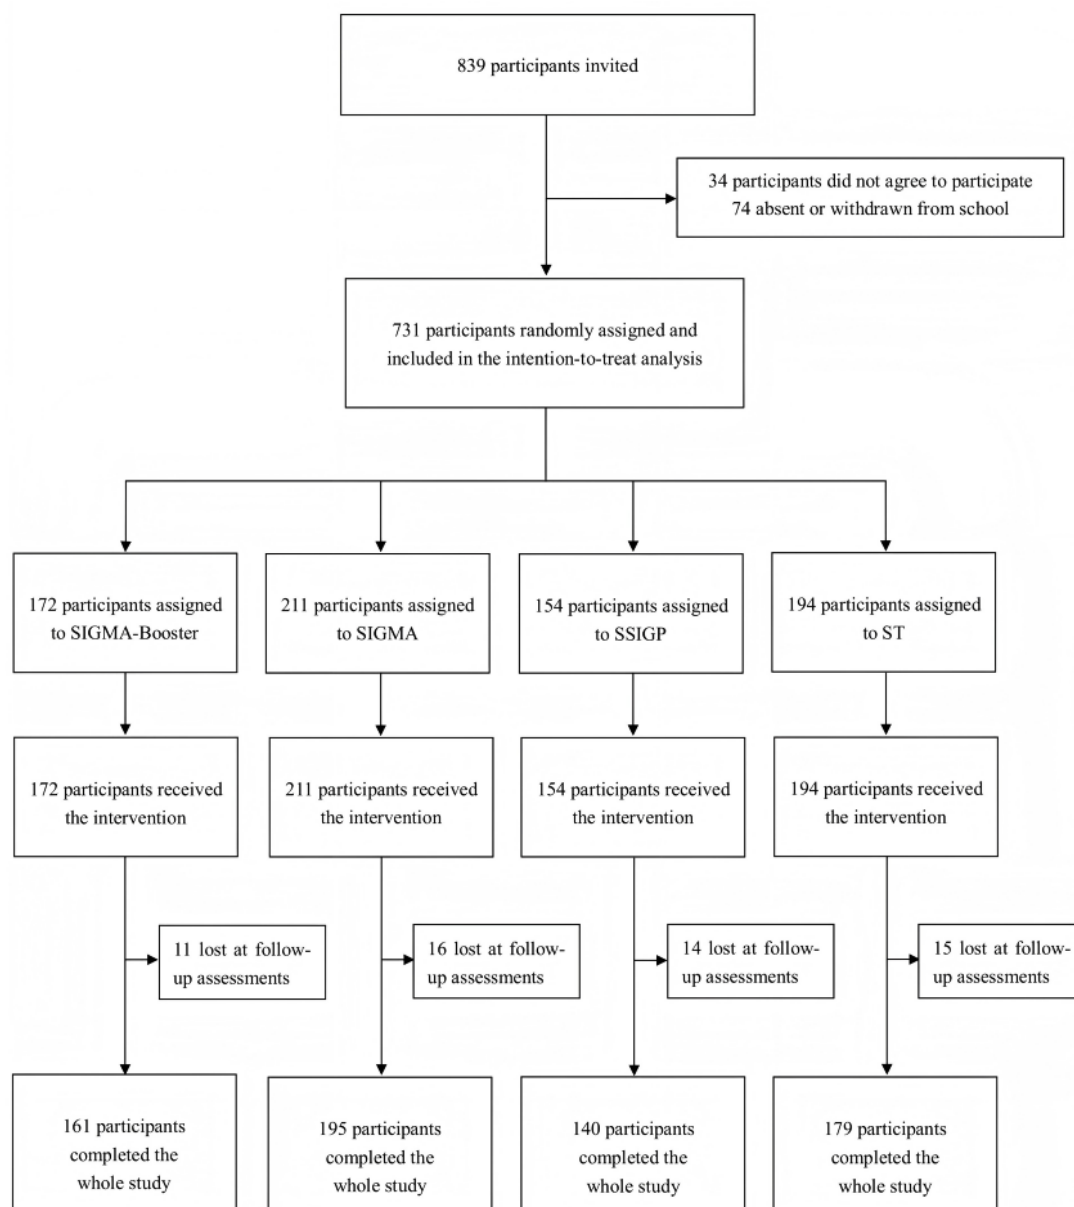 839 participants invited
34 participants did not agree to participate
74 absent or withdrawn from school
731 participants randomly assigned and
included in the intention-to-treat analysis
172 participants assigned
to SIGMA-Booster
211 participants assigned
to SIGMA
154 participants assigned
to SSIGP
194 participants assigned
to ST
172 participants received
the intervention
211 participants received
the intervention
154 participants received
the intervention
194 participants received
the intervention
11 lost at follow-
up assessments
16 lost at follow-
up assessments
14 lost at follow-
up assessments
15 lost at follow-
up assessments
161 participants
completed the
whole study
195 participants
completed the
whole study
140 participants
completed the
whole study
179 participants
completed the
whole study